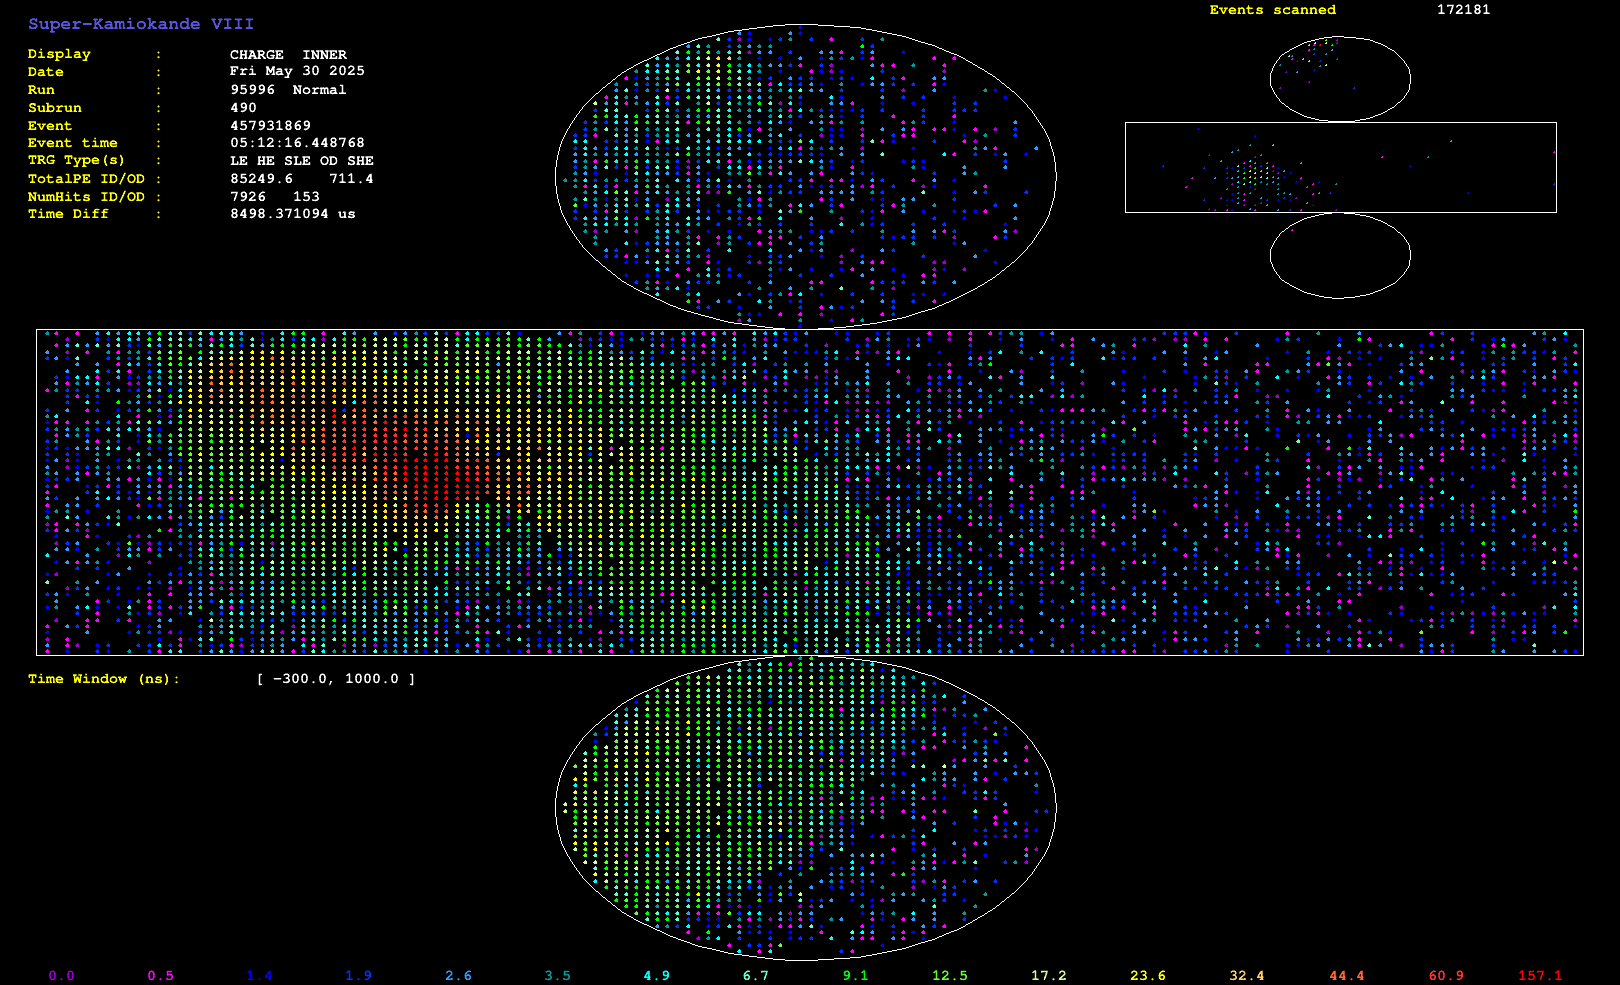 Super-Kamiokande VIII
Events scanned 172181
Display : CHARGE INNER
Date : Fri May 30 2025
Run : 95996 Normal
Subrun : 490
Event : 457931869
Event time : 05:12:16.448768
TRG Type(s) : LE HE SLE OD SHE
TotalPE ID/OD : 85249.6 711.4
NumHits ID/OD : 7926 153
Time Diff : 8498.371094 us
Time Window (ns): [ -300.0, 1000.0 ]
0.0 0.5 1.4 1.9 2.6 3.5 4.9 6.7 9.1 12.5 17.2 23.6 32.4 44.4 60.9 157.1